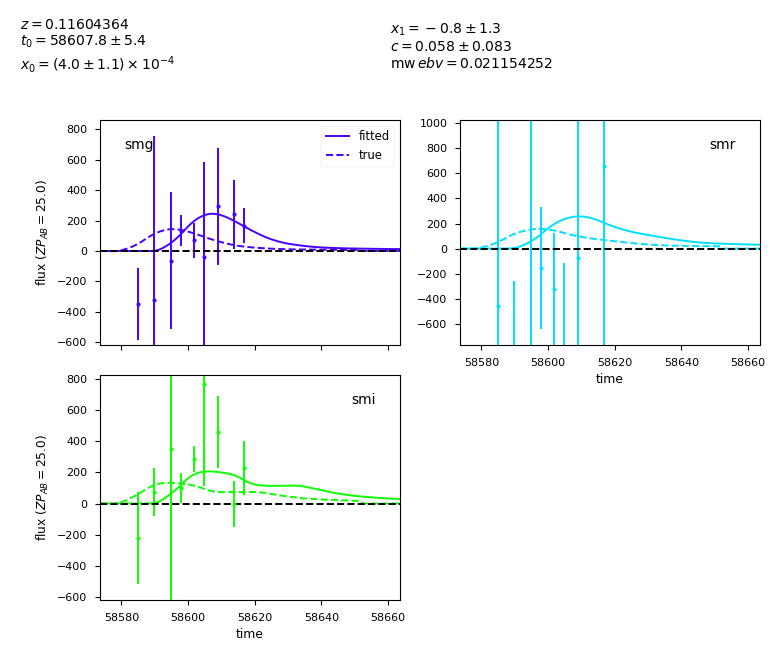 z = 0.11604364
t₀ = 58607.8 ± 5.4
x₀ = (4.0 ± 1.1) × 10⁻⁴
x₁ = −0.8 ± 1.3
c = 0.058 ± 0.083
mw ebv = 0.021154252
smg
fitted
true
800
600
400
200
0
−200
−400
−600
flux (ZP_AB = 25.0)
smr
1000
800
600
400
200
0
−200
−400
−600
58580 58600 58620 58640 58660
time
smi
800
600
400
200
0
−200
−400
−600
flux (ZP_AB = 25.0)
58580 58600 58620 58640 58660
time